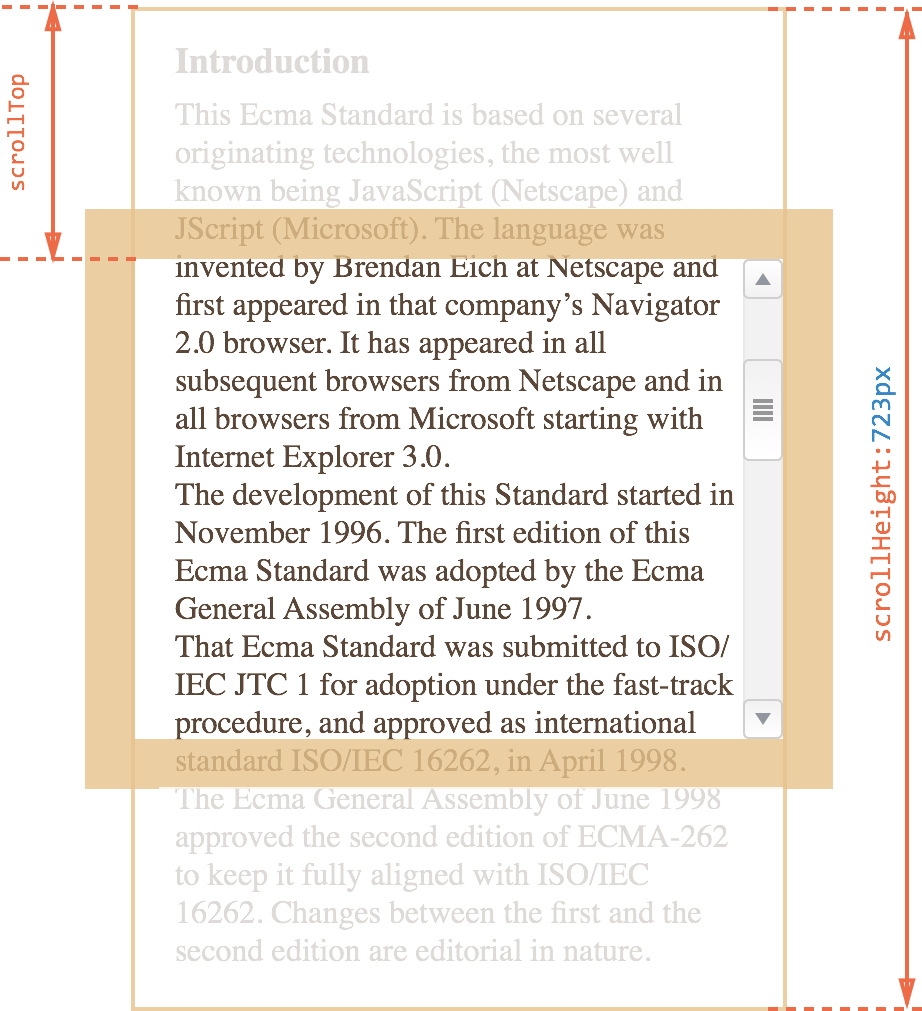 scrollTop
Introduction
This Ecma Standard is based on several
originating technologies, the most well
known being JavaScript (Netscape) and
JScript (Microsoft). The language was
invented by Brendan Eich at Netscape and
first appeared in that company’s Navigator
2.0 browser. It has appeared in all
subsequent browsers from Netscape and in
all browsers from Microsoft starting with
Internet Explorer 3.0.
The development of this Standard started in
November 1996. The first edition of this
Ecma Standard was adopted by the Ecma
General Assembly of June 1997.
That Ecma Standard was submitted to ISO/
IEC JTC 1 for adoption under the fast-track
procedure, and approved as international
standard ISO/IEC 16262, in April 1998.
The Ecma General Assembly of June 1998
approved the second edition of ECMA-262
to keep it fully aligned with ISO/IEC
16262. Changes between the first and the
second edition are editorial in nature.
scrollHeight:723px